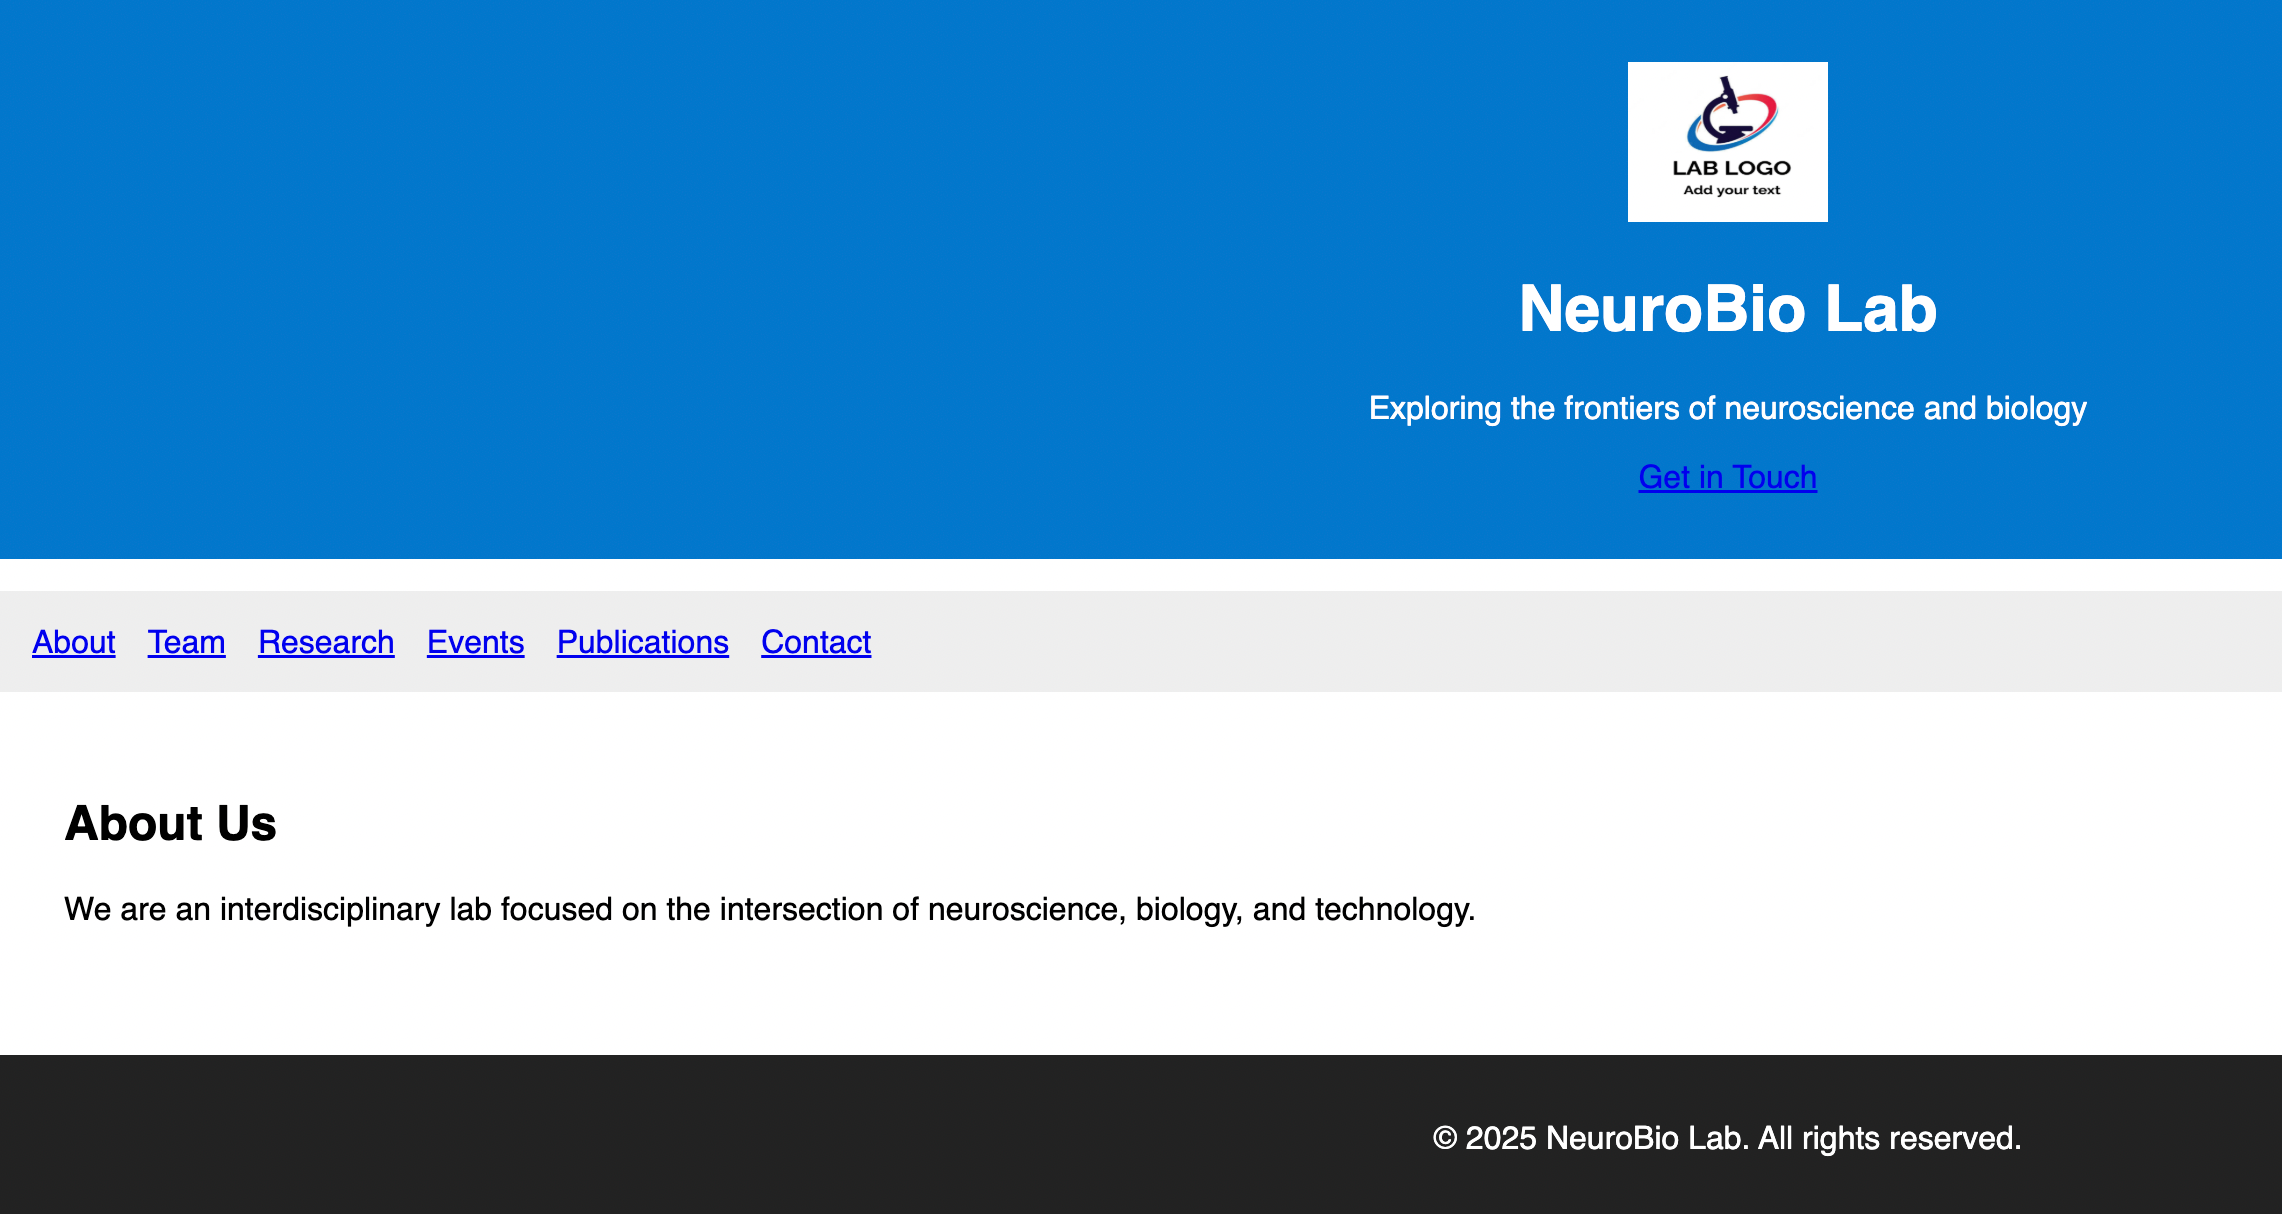 LAB LOGO
Add your text
NeuroBio Lab
Exploring the frontiers of neuroscience and biology
Get in Touch
About Team Research Events Publications Contact
About Us
We are an interdisciplinary lab focused on the intersection of neuroscience, biology, and technology.
© 2025 NeuroBio Lab. All rights reserved.